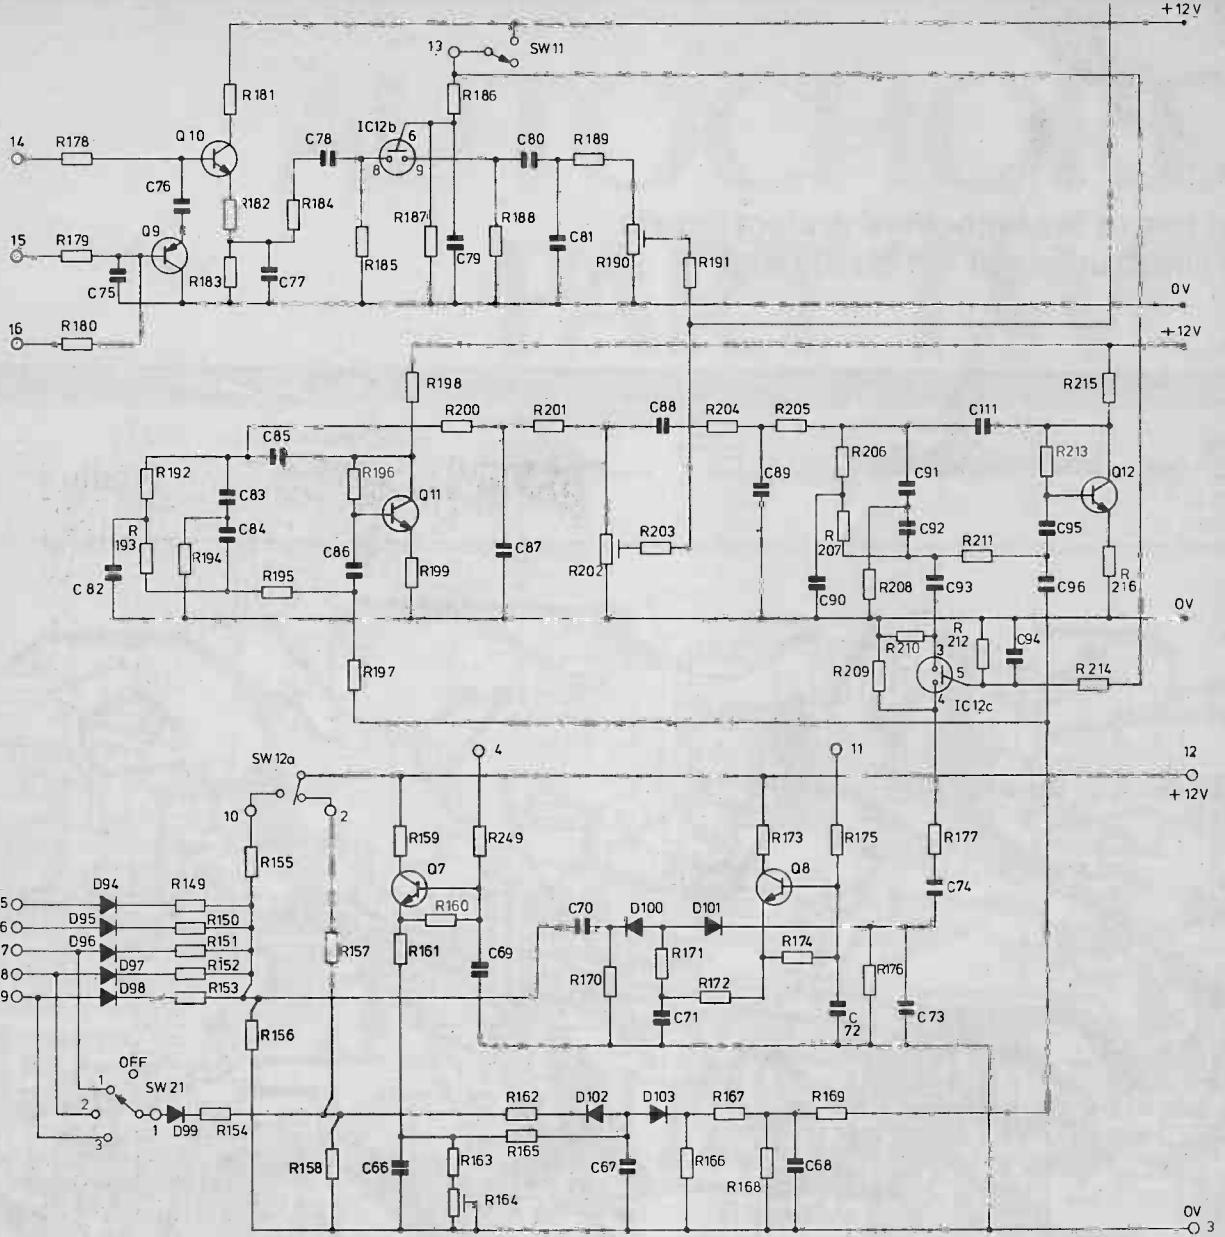 +12V
13
SW11
R186
R181
Q10
IC12b
6
C78
C80
R189
14
R178
8
9
C76
R182
R184
R187
R188
C81
15
R179
Q9
R185
C79
R190
R191
C75
R183
C77
0V
16
R180
+12V
R198
R215
R200
R201
C88
R204
R205
C111
C85
R192
R196
R206
C91
R213
C83
Q11
C89
Q12
C84
C92
C95
R
193
R194
C86
C87
R
207
R211
R203
C82
R195
R199
R202
R208
C93
C96
R
216
C90
0V
R
212
C94
R210
3
R197
R209
5
R214
4
IC12c
SW12a
4
11
12
+12V
10
2
R159
R249
R173
R175
R177
R155
Q7
Q8
C74
D94
R149
5
R160
C70
D100
D101
D95
R150
6
D96
R151
7
R157
R161
C69
R171
R174
D97
R152
8
R170
R176
D98
R153
9
R172
C71
C
72
C73
R156
OFF
1
SW21
2
D102
D103
R162
R167
R169
3
1
D99
R154
R165
R158
C66
R163
C67
R166
C68
R164
R168
0V
3